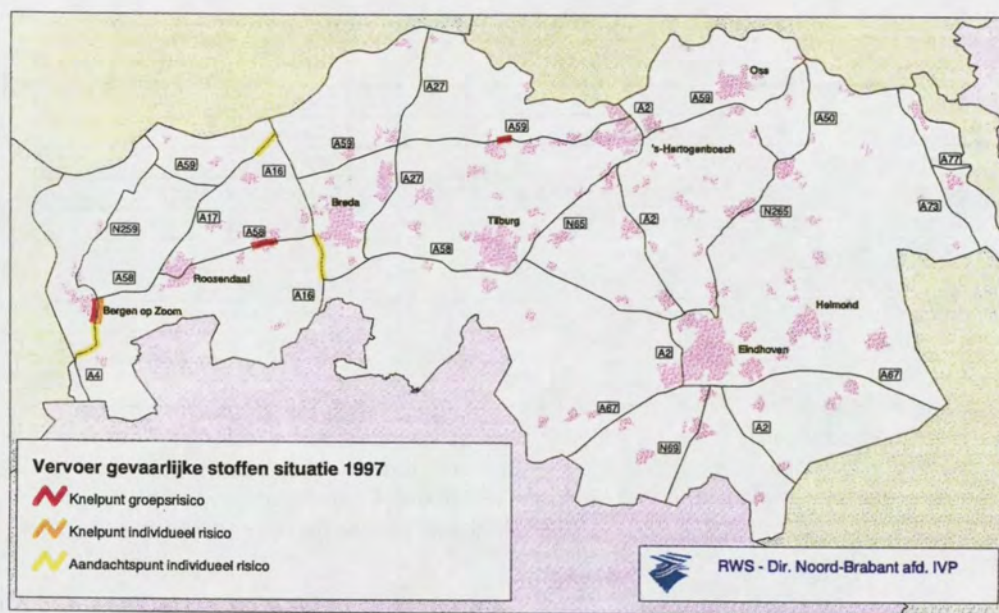 A27
A2
Oss
A59
A59
A50
A59
A59
A16
's-Hertogenbosch
A77
A27
Breda
A17
A73
N265
N259
A58
Tilburg
N65
A2
A58
A58
Roosendaal
A16
Bergen op Zoom
Helmond
A2
Eindhoven
A4
A67
A67
A2
N69
Vervoer gevaarlijke stoffen situatie 1997
Knelpunt groepsrisico
Knelpunt individueel risico
Aandachtspunt individueel risico
RWS - Dir. Noord-Brabant afd. IVP